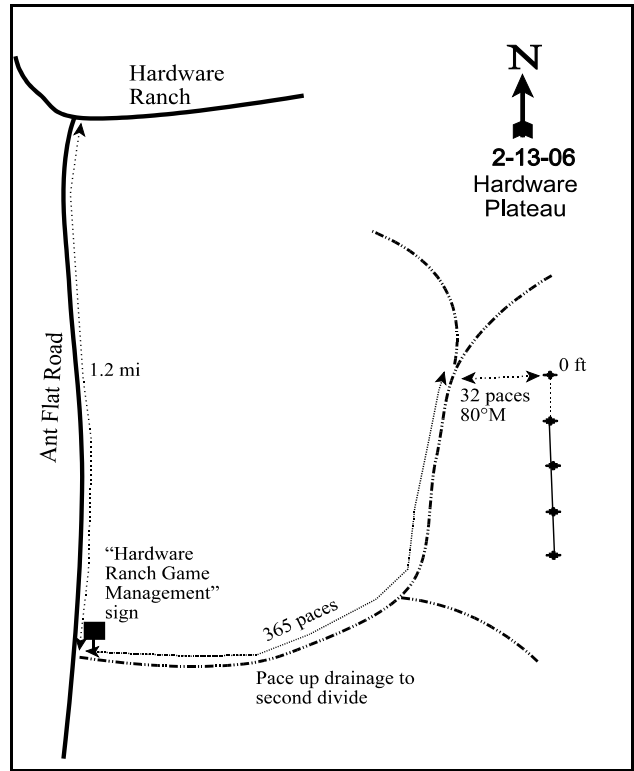 Hardware
Ranch
N
2-13-06
Hardware
Plateau
Ant Flat Road
1.2 mi
0 ft
32 paces
80°M
“Hardware
Ranch Game
Management”
sign
365 paces
Pace up drainage to
second divide